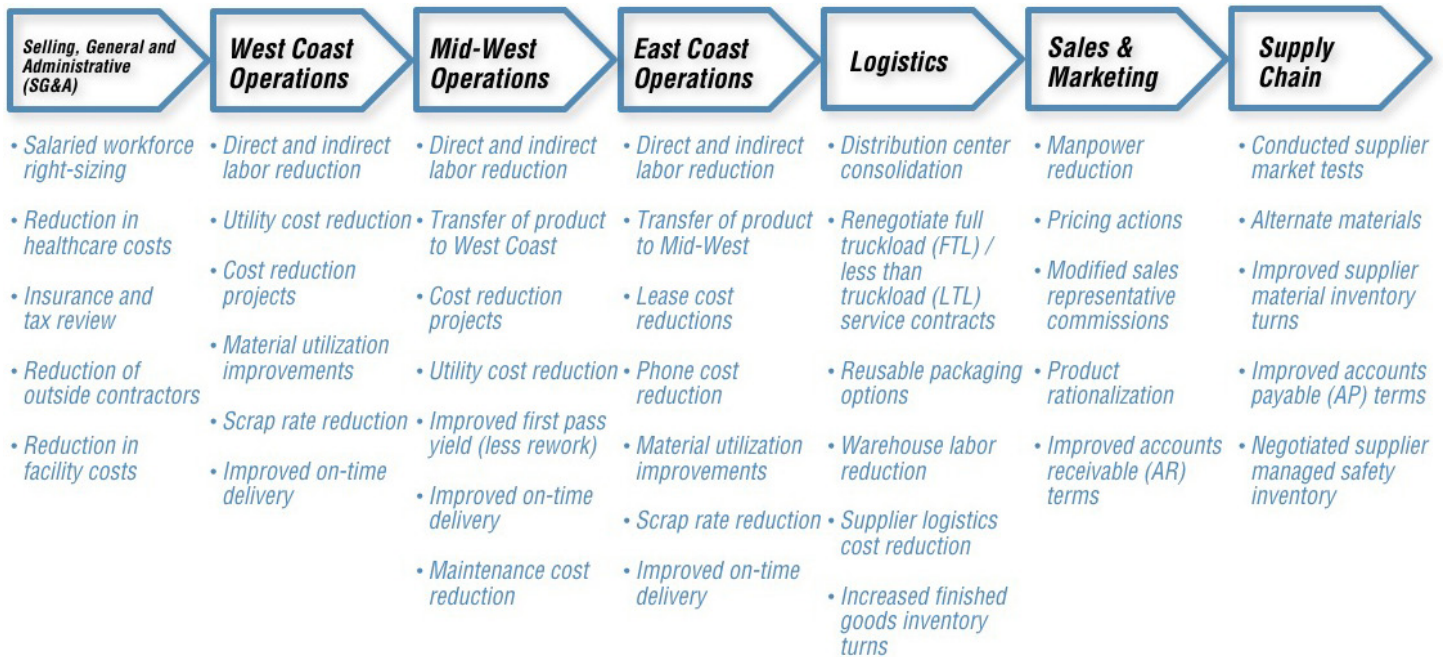 Selling, General and
Administrative
(SG&A)
• Salaried workforce
right-sizing
• Reduction in
healthcare costs
• Insurance and
tax review
• Reduction of
outside contractors
• Reduction in
facility costs
West Coast
Operations
• Direct and indirect
labor reduction
• Utility cost reduction
• Cost reduction
projects
• Material utilization
improvements
• Scrap rate reduction
• Improved on-time
delivery
Mid-West
Operations
• Direct and indirect
labor reduction
• Transfer of product
to West Coast
• Cost reduction
projects
• Utility cost reduction
• Improved first pass
yield (less rework)
• Improved on-time
delivery
• Maintenance cost
reduction
East Coast
Operations
• Direct and indirect
labor reduction
• Transfer of product
to Mid-West
• Lease cost
reductions
• Phone cost
reduction
• Material utilization
improvements
• Scrap rate reduction
• Improved on-time
delivery
Logistics
• Distribution center
consolidation
• Renegotiate full
truckload (FTL) /
less than
truckload (LTL)
service contracts
• Reusable packaging
options
• Warehouse labor
reduction
• Supplier logistics
cost reduction
• Increased finished
goods inventory
turns
Sales &
Marketing
• Manpower
reduction
• Pricing actions
• Modified sales
representative
commissions
• Product
rationalization
• Improved accounts
receivable (AR)
terms
Supply
Chain
• Conducted supplier
market tests
• Alternate materials
• Improved supplier
material inventory
turns
• Improved accounts
payable (AP) terms
• Negotiated supplier
managed safety
inventory